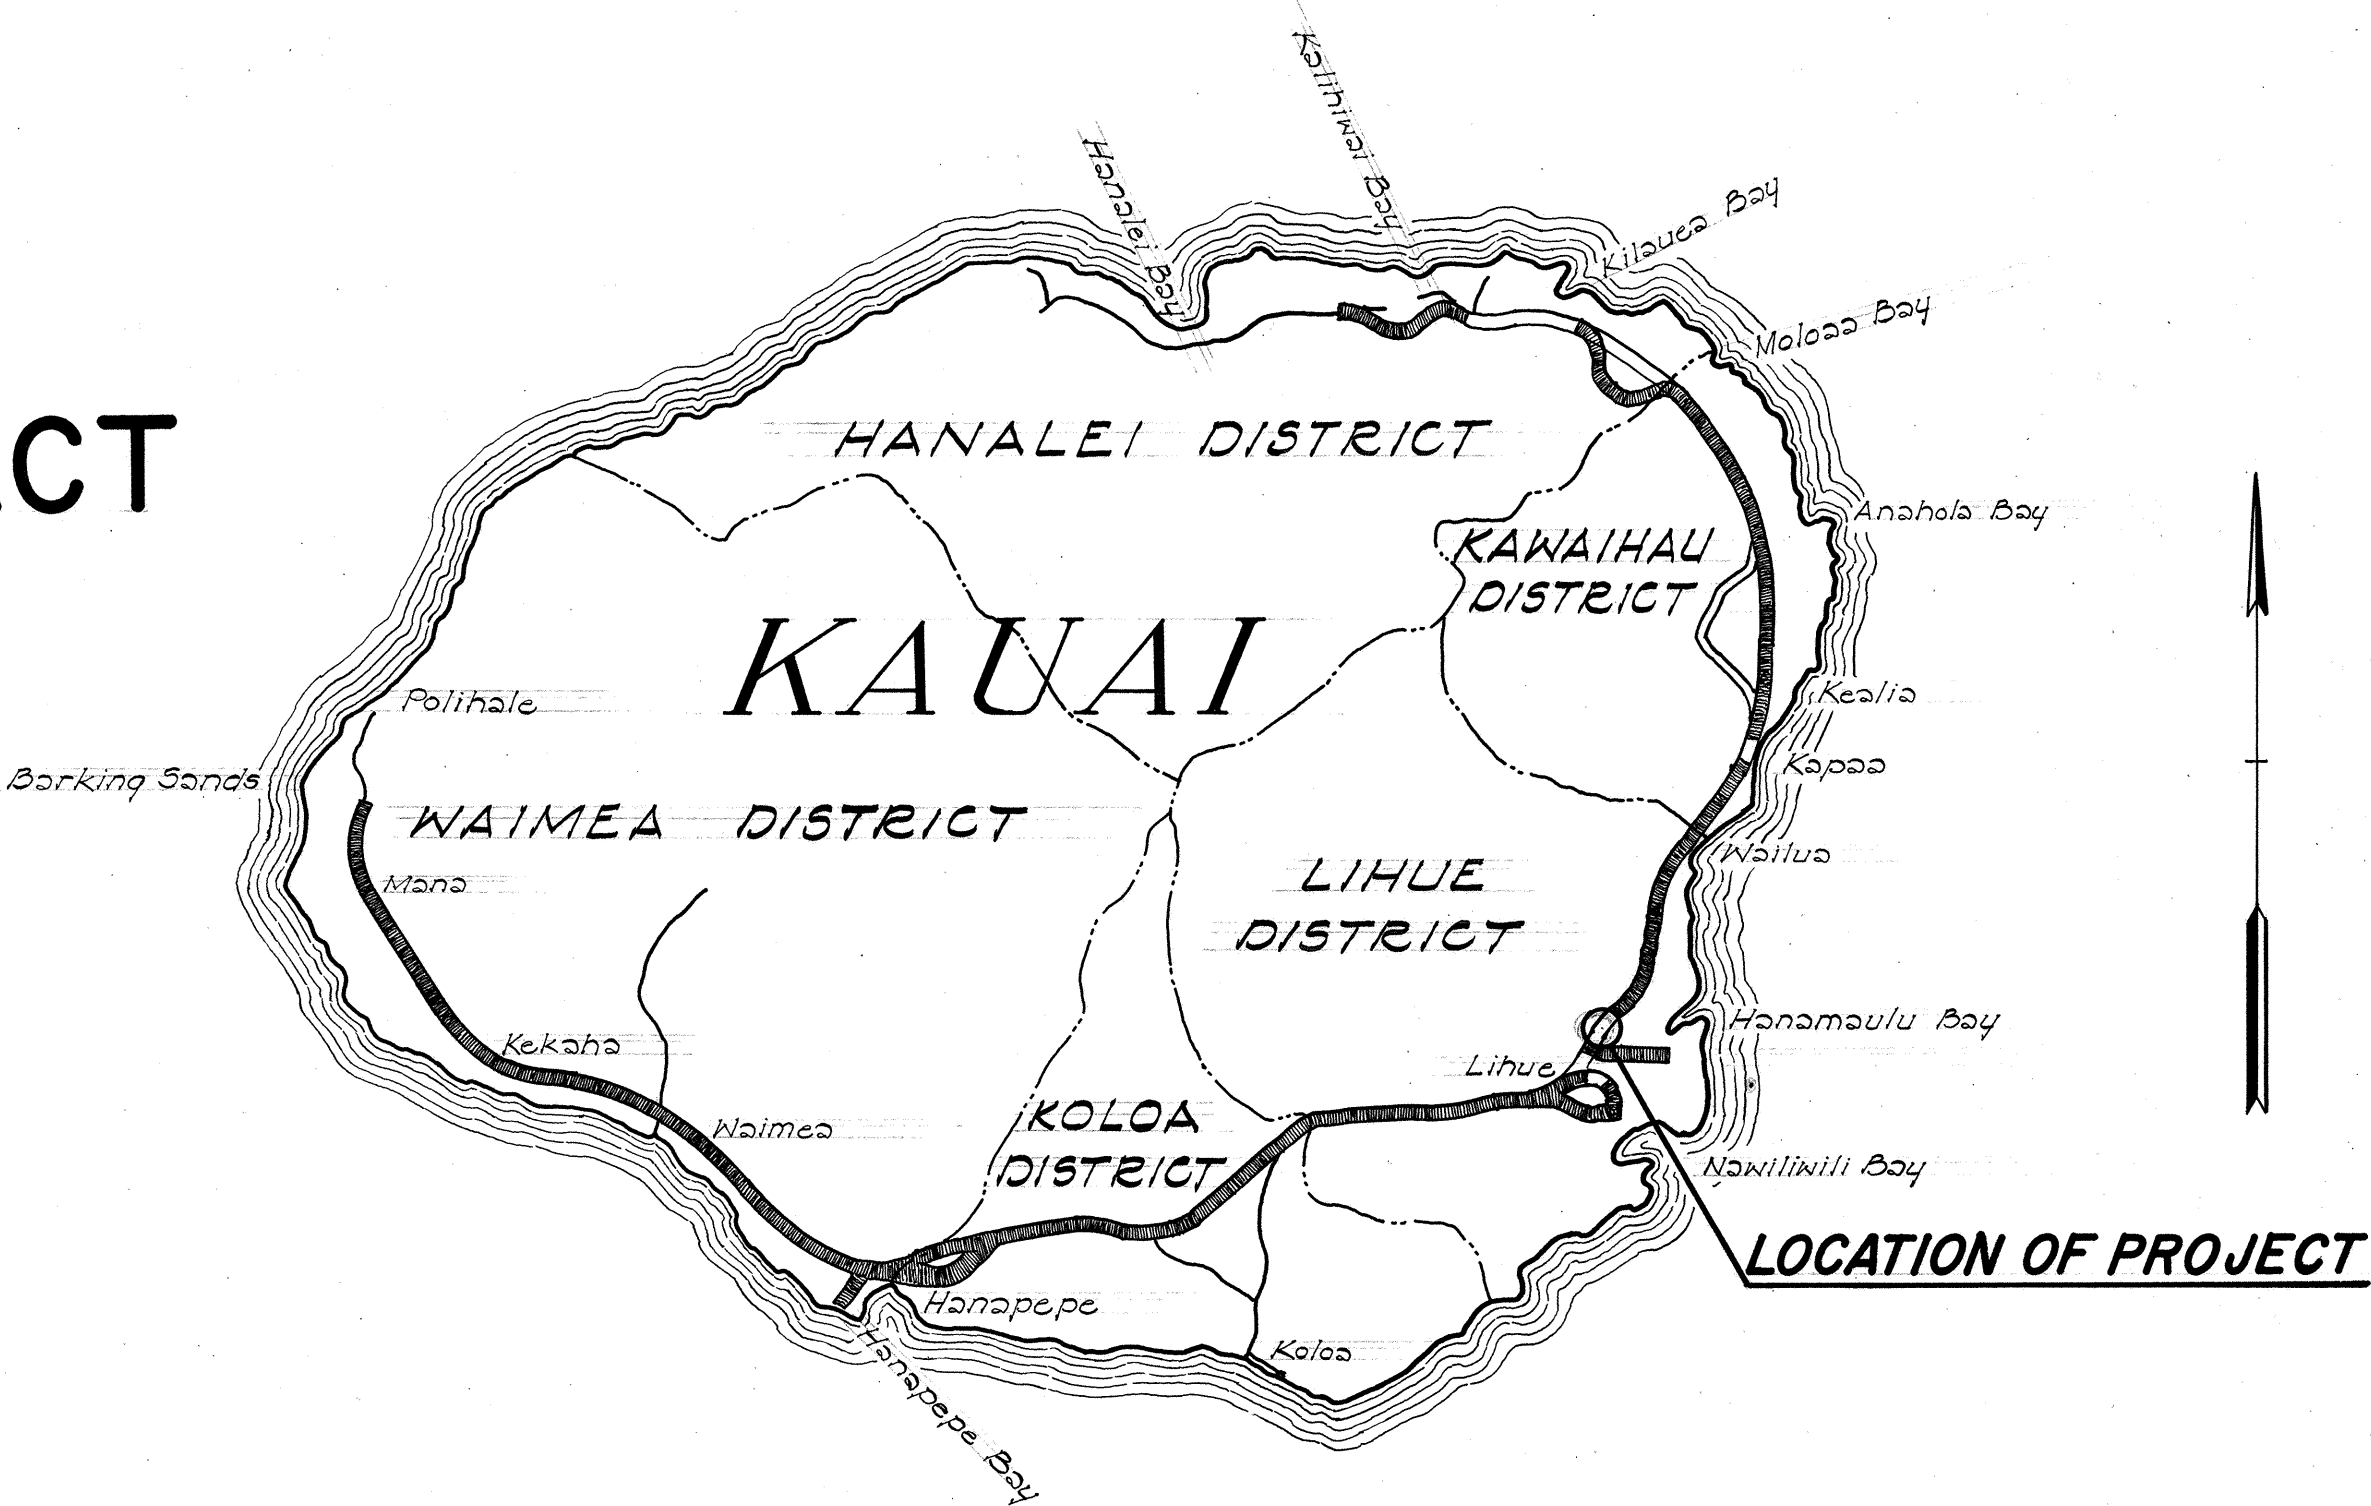 Kalihiwai Bay
Hanalei Bay
Kilauea Bay
Moloaa Bay
CT
HANALEI DISTRICT
Anahola Bay
KAWAIHAU
DISTRICT
KAUAI
Polihale
Kealia
Kapaa
Barking Sands
WAIMEA DISTRICT
Wailua
Mana
LIHUE
DISTRICT
Hanamaulu Bay
Kekaha
Lihue
Waimea
KOLOA
DISTRICT
Nawiliwili Bay
LOCATION OF PROJECT
Hanapepe
Koloa
Hanapepe Bay